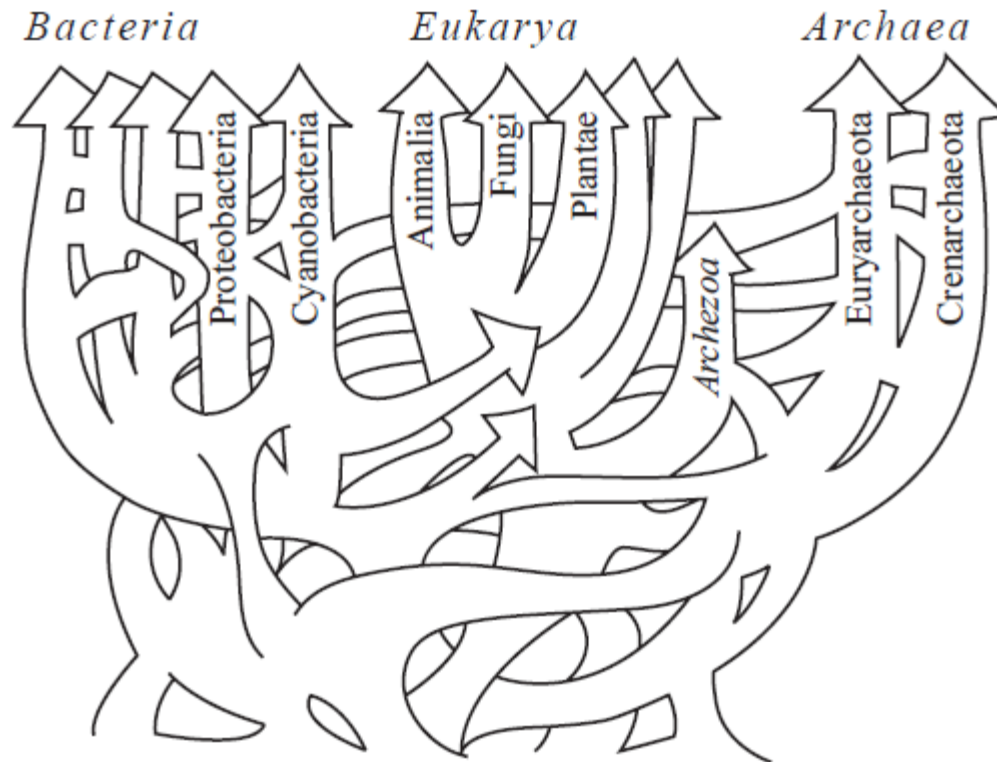 Bacteria
Eukarya
Archaea
Proteobacteria
Cyanobacteria
Animalia
Fungi
Plantae
Archezoa
Euryarchaeota
Crenarchaeota